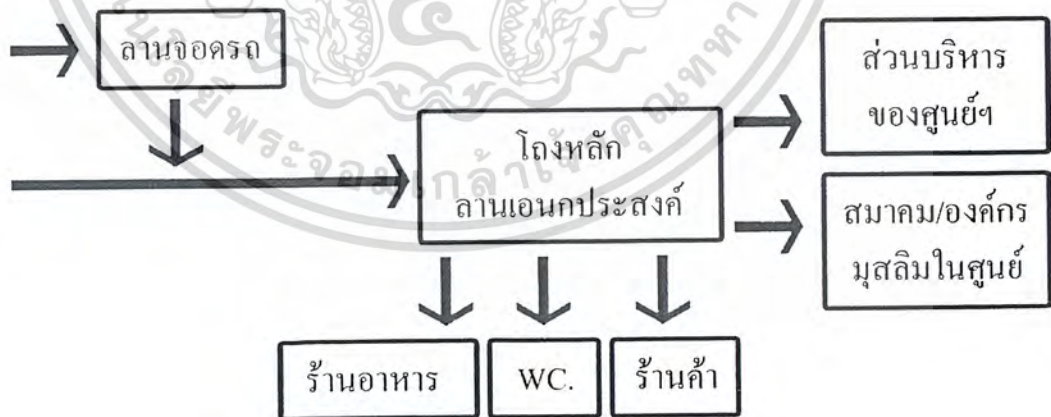 ลานจอดรถ
โถงหลัก
ลานเอนกประสงค์
ส่วนบริหาร
ของศูนย์ฯ
สมาคม/องค์กร
มุสลิมในศูนย์
ร้านอาหาร
WC.
ร้านค้า